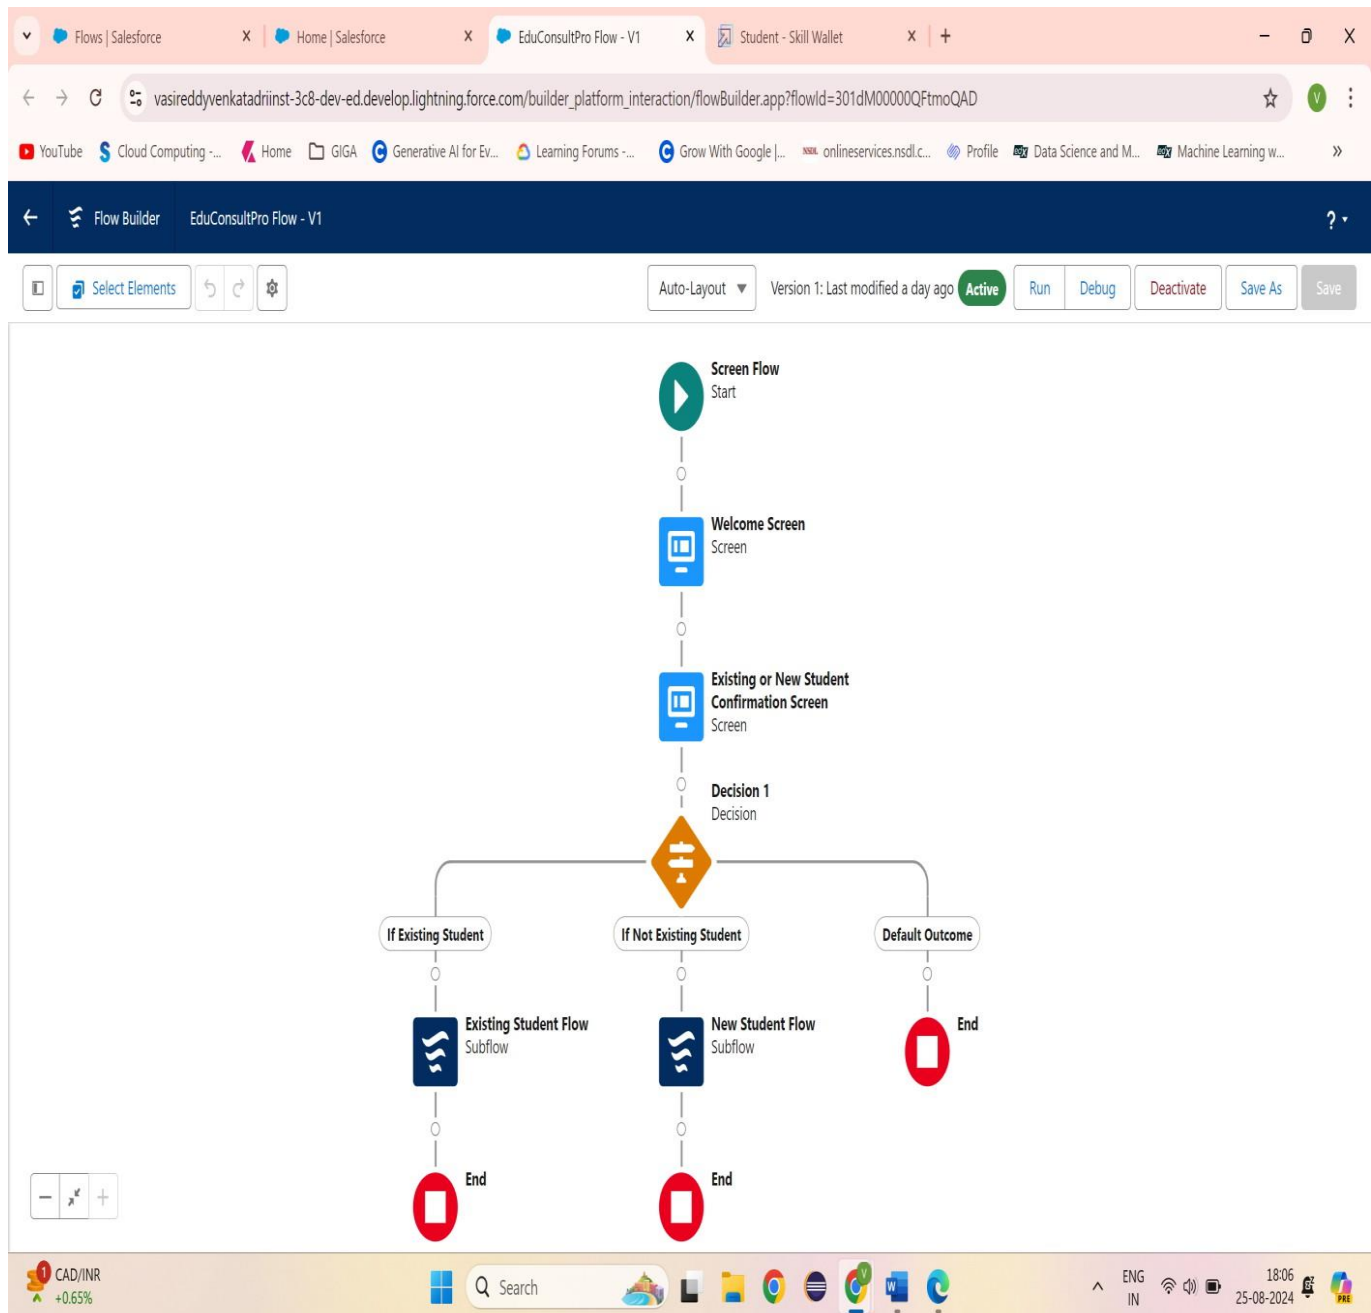 Flows | Salesforce
Home | Salesforce
EduConsultPro Flow - V1
Student - Skill Wallet
vasireddyvenkatadriinst-3c8-dev-ed.develop.lightning.force.com/builder_platform_interaction/flowBuilder.app?flowId=301dM00000QFtmoQAD
V
YouTube
Cloud Computing -...
Home
GIGA
Generative AI for Ev...
Learning Forums -...
Grow With Google |...
NSDL onlineservices.nsdl.c...
Profile
edX Data Science and M...
edX Machine Learning w...
Flow Builder
EduConsultPro Flow - V1
?
Select Elements
Auto-Layout
Version 1: Last modified a day ago
Active
Run
Debug
Deactivate
Save As
Save
Screen Flow
Start
Welcome Screen
Screen
Existing or New Student
Confirmation Screen
Screen
Decision 1
Decision
If Existing Student
If Not Existing Student
Default Outcome
Existing Student Flow
Subflow
New Student Flow
Subflow
End
End
End
1
CAD/INR
+0.65%
Search
V
W
ENG
IN
18:06
25-08-2024
PRE